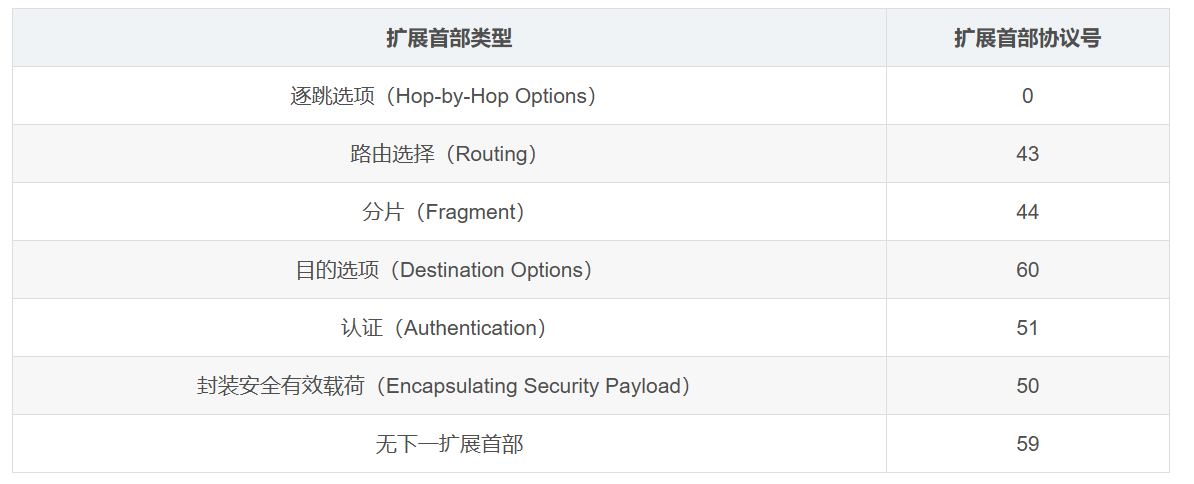 扩展首部类型 扩展首部协议号
逐跳选项（Hop-by-Hop Options） 0
路由选择（Routing） 43
分片（Fragment） 44
目的选项（Destination Options） 60
认证（Authentication） 51
封装安全有效载荷（Encapsulating Security Payload） 50
无下一扩展首部 59